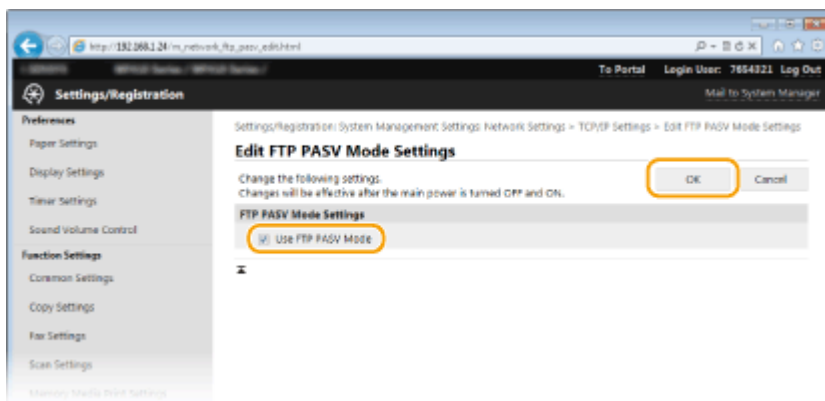 http://192.168.1.24/m_network_ftp_pasv_edit.html
To Portal Login User: 7654321 Log Out
Settings/Registration
Mail to System Manager
Preferences
Paper Settings
Display Settings
Timer Settings
Sound Volume Control
Function Settings
Common Settings
Copy Settings
Fax Settings
Scan Settings
Memory Media Print Settings
Settings/Registration: System Management Settings: Network Settings > TCP/IP Settings > Edit FTP PASV Mode Settings
Edit FTP PASV Mode Settings
Change the following settings.
Changes will be effective after the main power is turned OFF and ON.
OK Cancel
FTP PASV Mode Settings
Use FTP PASV Mode